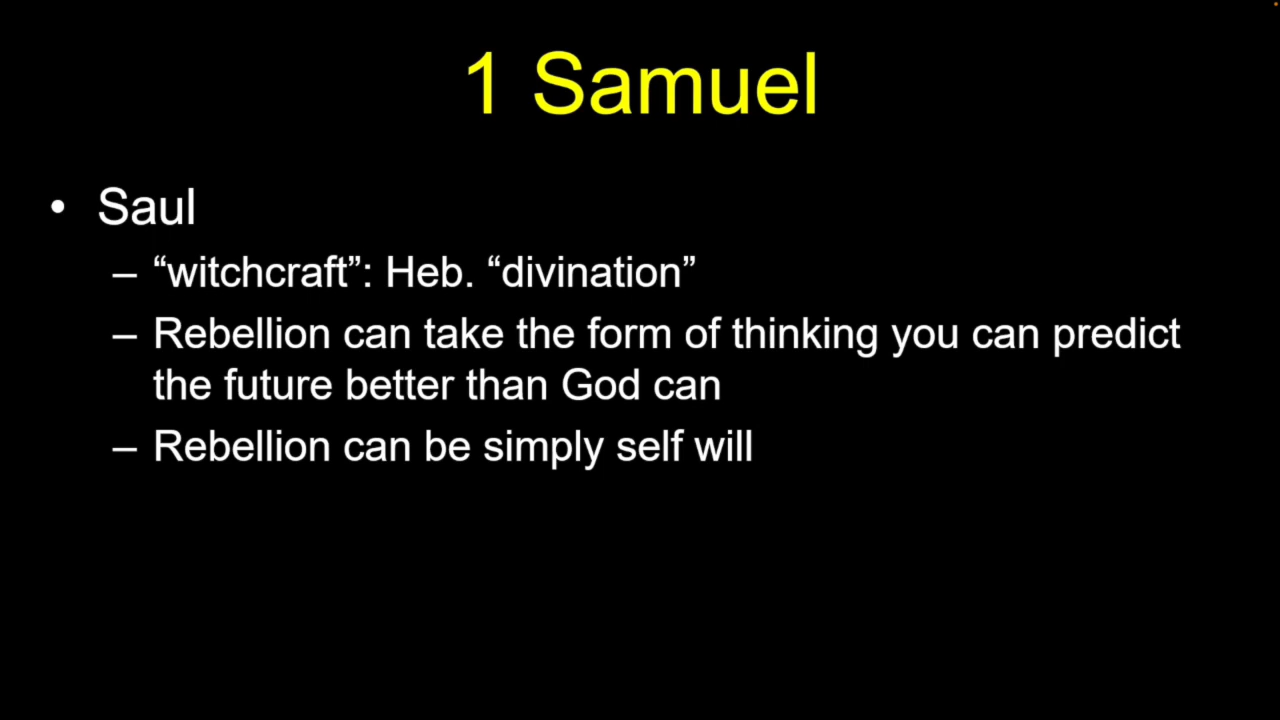 1 Samuel
• Saul
– “witchcraft”: Heb. “divination”
– Rebellion can take the form of thinking you can predict
the future better than God can
– Rebellion can be simply self will